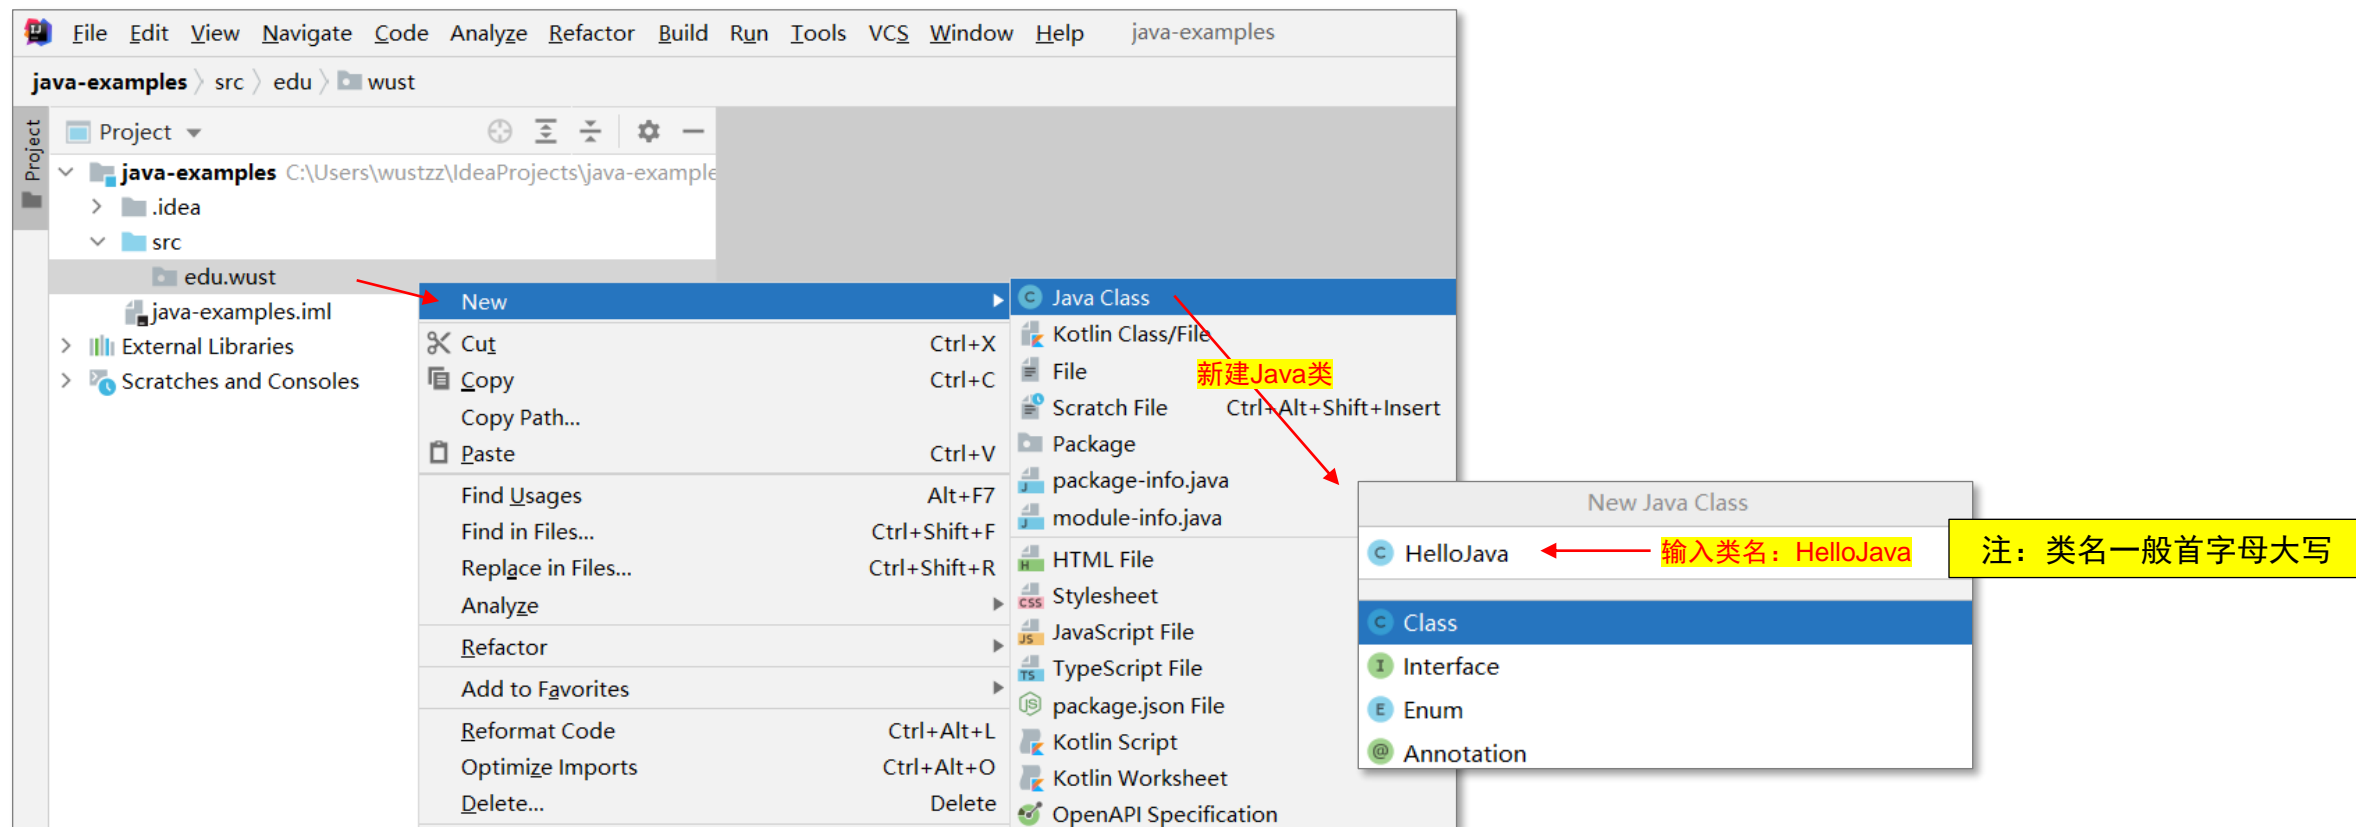 File Edit View Navigate Code Analyze Refactor Build Run Tools VCS Window Help java-examples
java-examples src edu wust
Project
Project
java-examples C:\Users\wustzz\IdeaProjects\java-example
.idea
src
edu.wust
java-examples.iml
External Libraries
Scratches and Consoles
New
Cut Ctrl+X
Copy Ctrl+C
Copy Path...
Paste Ctrl+V
Find Usages Alt+F7
Find in Files... Ctrl+Shift+F
Replace in Files... Ctrl+Shift+R
Analyze
Refactor
Add to Favorites
Reformat Code Ctrl+Alt+L
Optimize Imports Ctrl+Alt+O
Delete... Delete
Java Class
Kotlin Class/File
File
新建Java类
Scratch File Ctrl+Alt+Shift+Insert
Package
package-info.java
module-info.java
HTML File
Stylesheet
JavaScript File
TypeScript File
package.json File
Kotlin Script
Kotlin Worksheet
OpenAPI Specification
New Java Class
HelloJava
输入类名：HelloJava
注：类名一般首字母大写
Class
Interface
Enum
Annotation